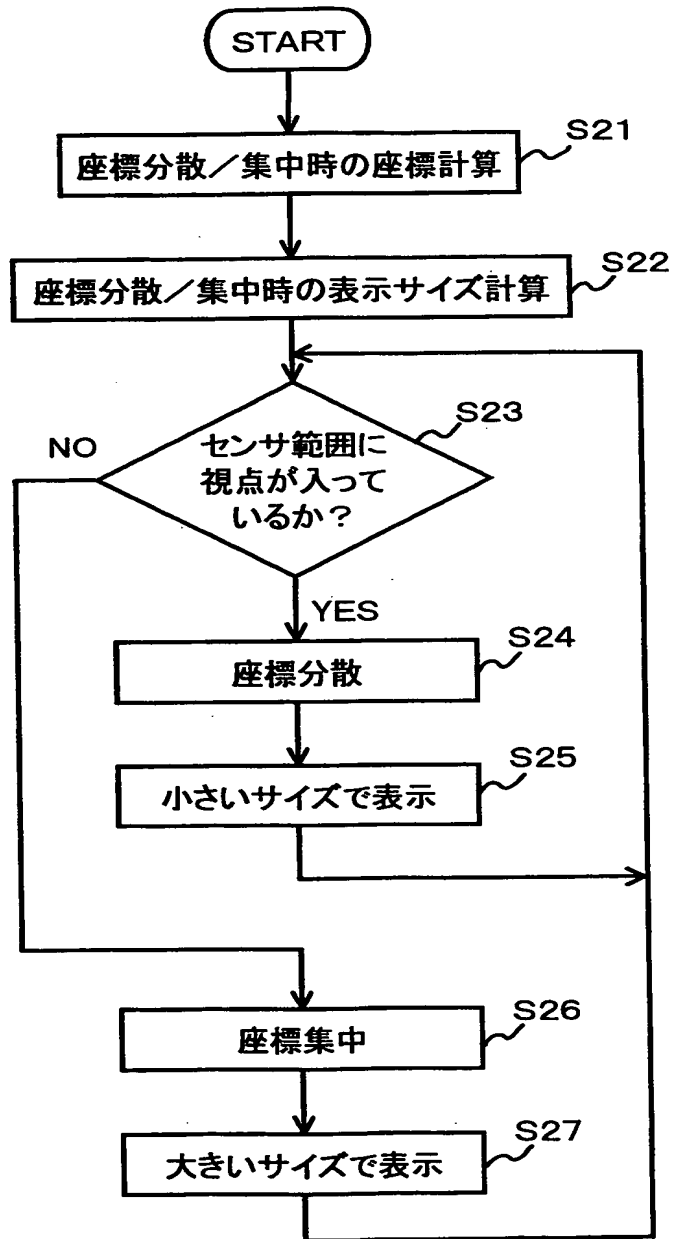 START
S21
座標分散／集中時の座標計算
S22
座標分散／集中時の表示サイズ計算
S23
NO
センサ範囲に
視点が入って
いるか？
YES
S24
座標分散
S25
小さいサイズで表示
S26
座標集中
S27
大きいサイズで表示